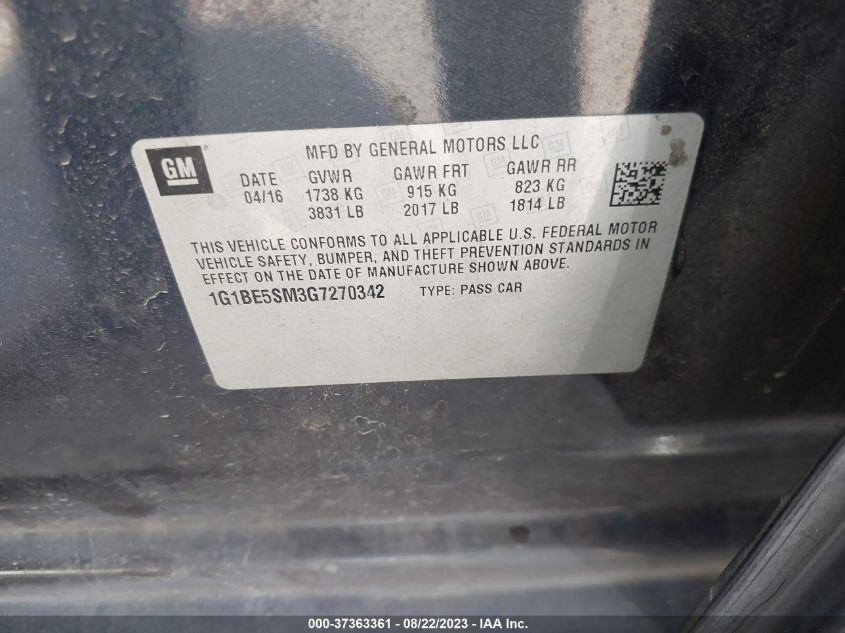 GM
MFD BY GENERAL MOTORS LLC
DATE GVWR GAWR FRT GAWR RR
04/16 1738 KG 915 KG 823 KG
3831 LB 2017 LB 1814 LB
THIS VEHICLE CONFORMS TO ALL APPLICABLE U.S. FEDERAL MOTOR
VEHICLE SAFETY, BUMPER, AND THEFT PREVENTION STANDARDS IN
EFFECT ON THE DATE OF MANUFACTURE SHOWN ABOVE.
1G1BE5SM3G7270342 TYPE: PASS CAR
000-37363361 - 08/22/2023 - IAA Inc.